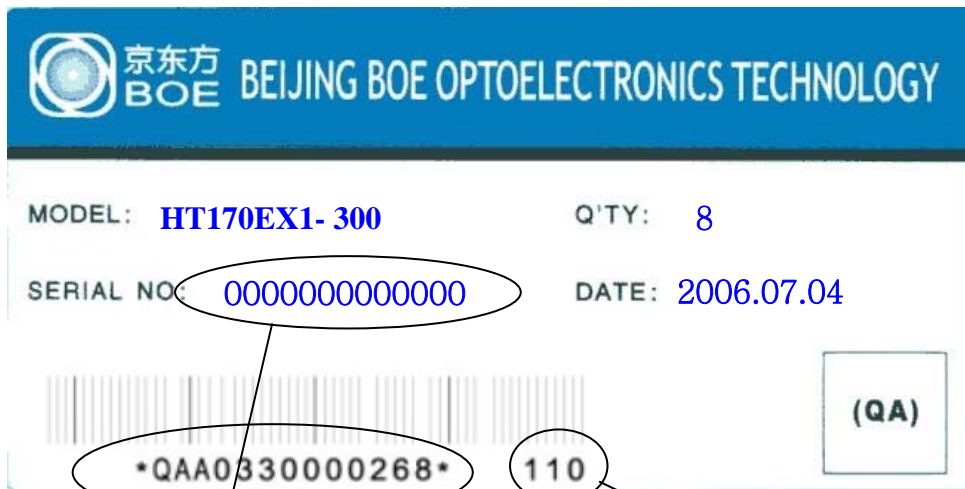 京东方
BOE BEIJING BOE OPTOELECTRONICS TECHNOLOGY
MODEL: HT170EX1- 300 Q'TY: 8
SERIAL NO: 0000000000000 DATE: 2006.07.04
(QA)
*QAA0330000268* 110